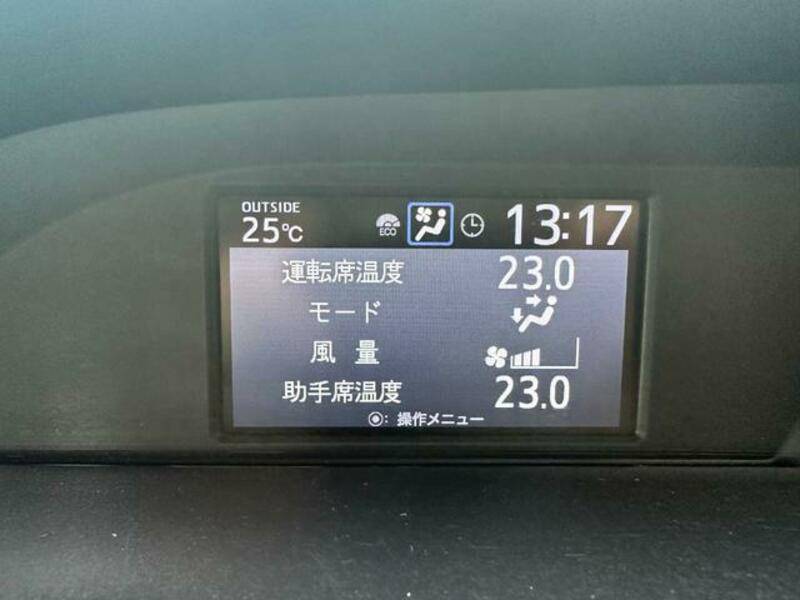 OUTSIDE
25℃ ECO 13:17
運転席温度 23.0
モード
風 量
助手席温度 23.0
◉: 操作メニュー